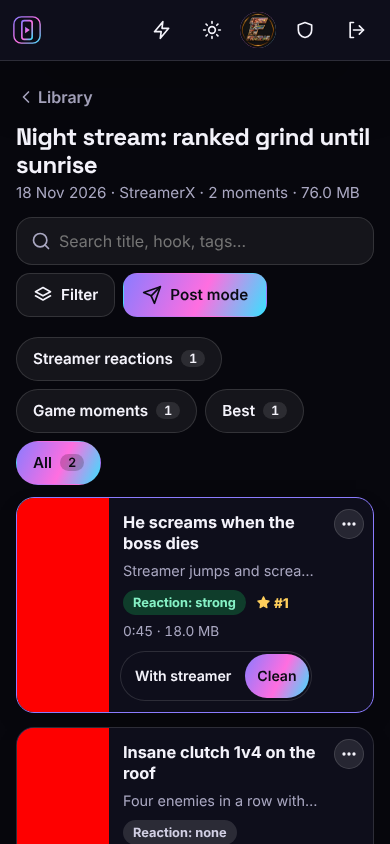 Library
Night stream: ranked grind until
sunrise
18 Nov 2026 · StreamerX · 2 moments · 76.0 MB
Search title, hook, tags...
Filter
Post mode
Streamer reactions 1
Game moments 1
Best 1
All 2
He screams when the
boss dies
Streamer jumps and screa...
Reaction: strong
#1
0:45 · 18.0 MB
With streamer
Clean
Insane clutch 1v4 on the
roof
Four enemies in a row with...
Reaction: none